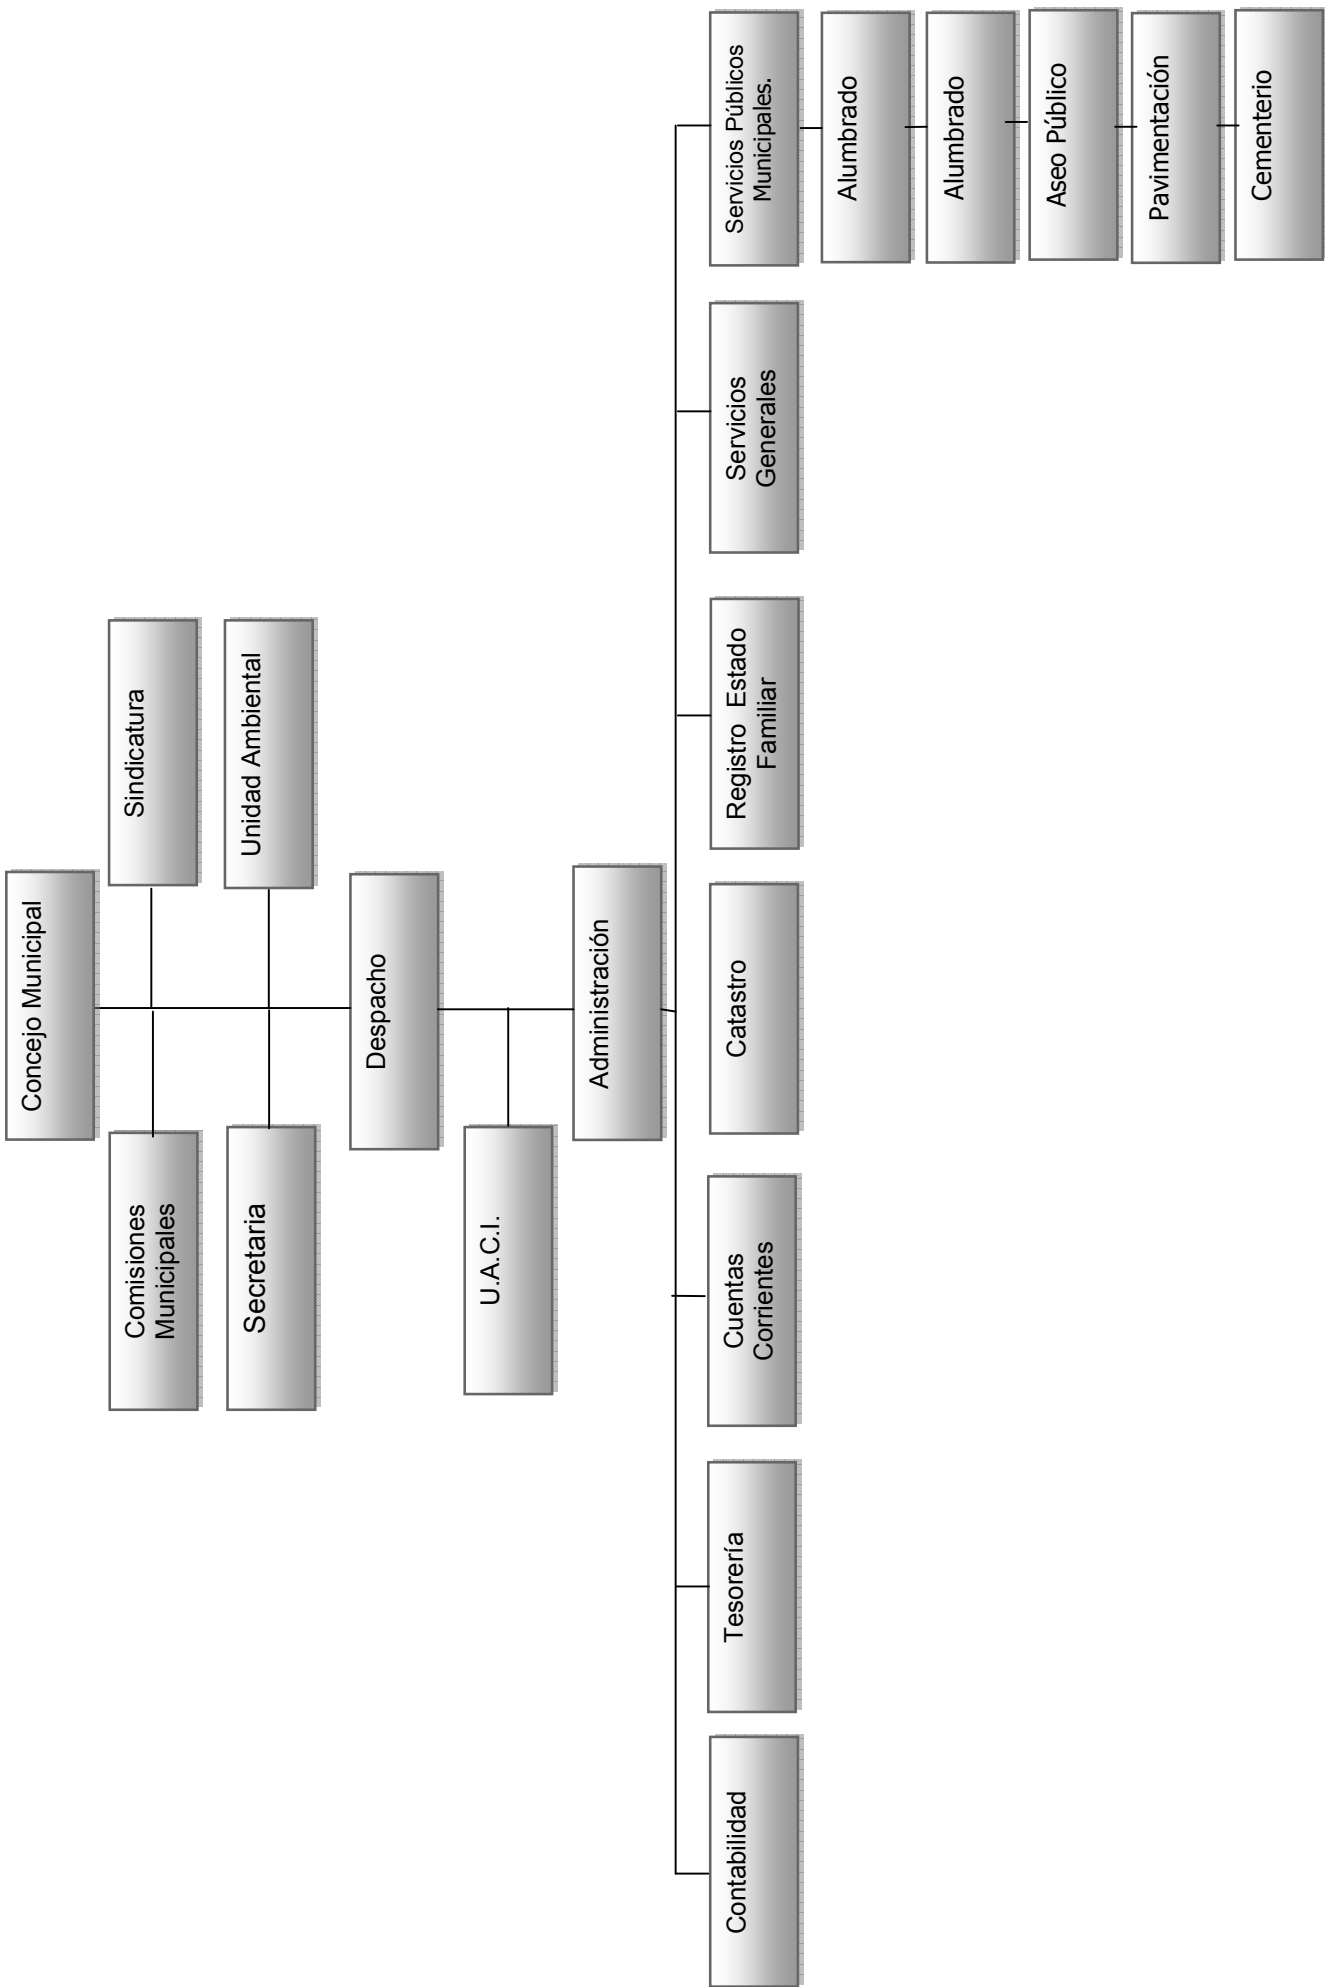 Concejo Municipal
Comisiones
Municipales
Sindicatura
Secretaria
Unidad Ambiental
Despacho
U.A.C.I.
Administración
Contabilidad
Tesorería
Cuentas
Corrientes
Catastro
Registro Estado
Familiar
Servicios
Generales
Servicios Públicos
Municipales.
Alumbrado
Alumbrado
Aseo Público
Pavimentación
Cementerio